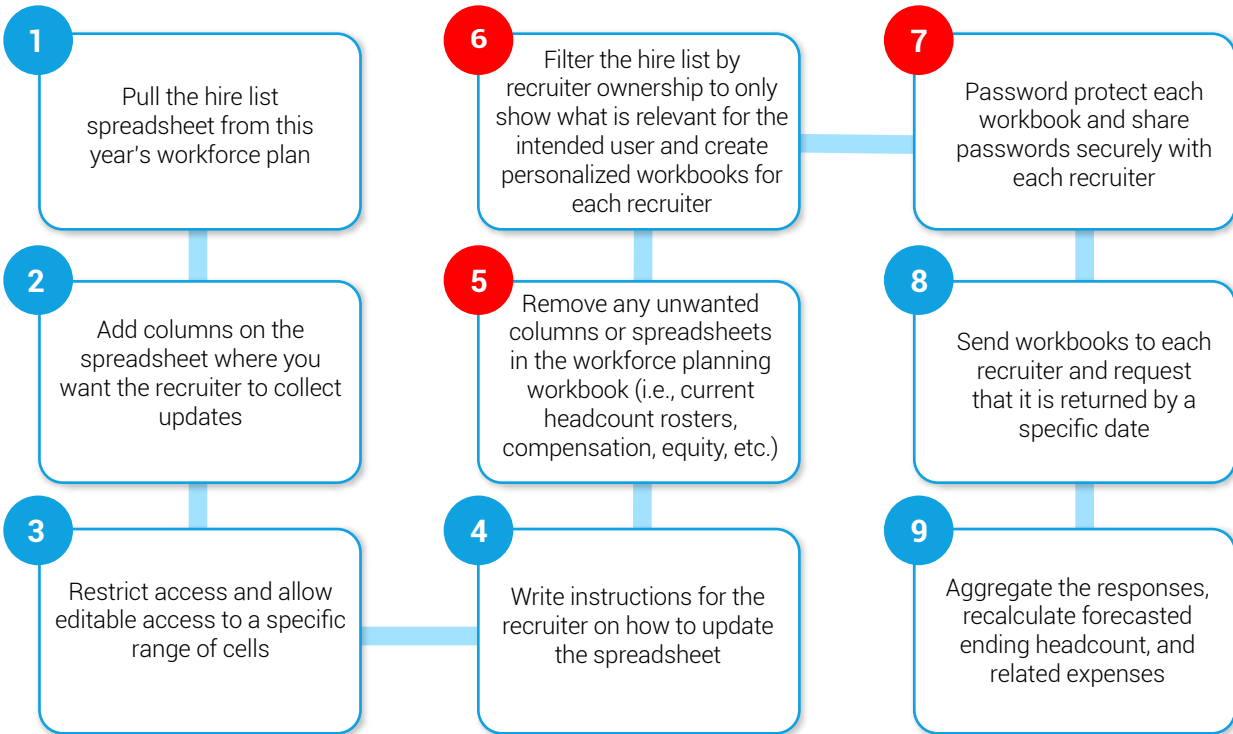 1
Pull the hire list
spreadsheet from this
year's workforce plan
2
Add columns on the
spreadsheet where you
want the recruiter to collect
updates
3
Restrict access and allow
editable access to a specific
range of cells
4
Write instructions for the
recruiter on how to update
the spreadsheet
5
Remove any unwanted
columns or spreadsheets
in the workforce planning
workbook (i.e., current
headcount rosters,
compensation, equity, etc.)
6
Filter the hire list by
recruiter ownership to only
show what is relevant for the
intended user and create
personalized workbooks for
each recruiter
7
Password protect each
workbook and share
passwords securely with
each recruiter
8
Send workbooks to each
recruiter and request
that it is returned by a
specific date
9
Aggregate the responses,
recalculate forecasted
ending headcount, and
related expenses